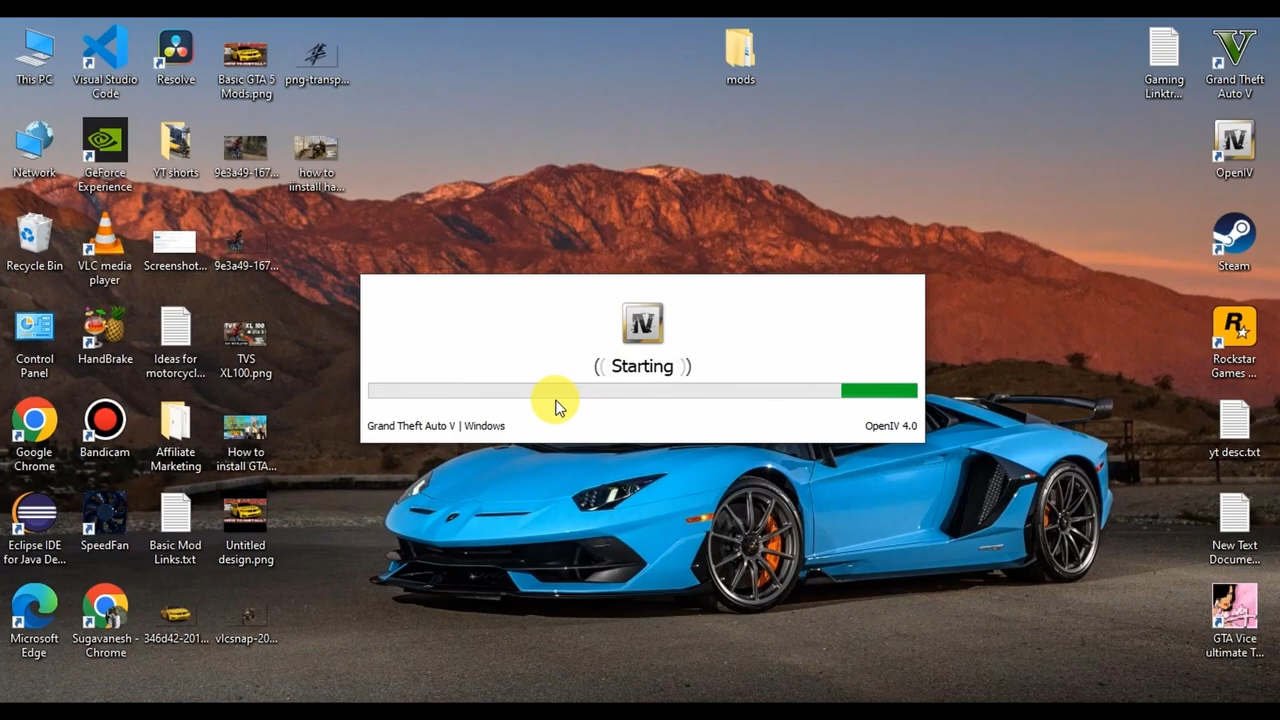 This PC
Visual Studio
Code
Resolve
Basic GTA 5
Mods.png
png-transp...
mods
Gaming
Linktr...
Grand Theft
Auto V
Network
GeForce
Experience
YT shorts
9e3a49-167...
how to
iinstall ha...
OpenIV
Recycle Bin
VLC media
player
Screenshot...
9e3a49-167...
Steam
Control
Panel
HandBrake
Ideas for
motorcycl...
TVS
XL100.png
Rockstar
Games ...
(( Starting ))
Grand Theft Auto V | Windows
OpenIV 4.0
Google
Chrome
Bandicam
Affiliate
Marketing
How to
install GTA...
yt desc.txt
Eclipse IDE
for Java De...
SpeedFan
Basic Mod
Links.txt
Untitled
design.png
New Text
Docume...
Microsoft
Edge
Sugavanesh -
Chrome
346d42-201...
vlcsnap-20...
GTA Vice
ultimate T...